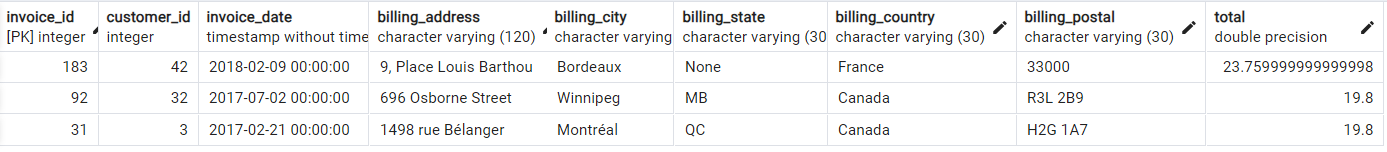 invoice_id customer_id invoice_date billing_address billing_city billing_state billing_country billing_postal total
[PK] integer integer timestamp without time character varying (120) character varying character varying (30 character varying (30) character varying (30) double precision
183 42 2018-02-09 00:00:00 9, Place Louis Barthou Bordeaux None France 33000 23.759999999999998
92 32 2017-07-02 00:00:00 696 Osborne Street Winnipeg MB Canada R3L 2B9 19.8
31 3 2017-02-21 00:00:00 1498 rue Bélanger Montréal QC Canada H2G 1A7 19.8